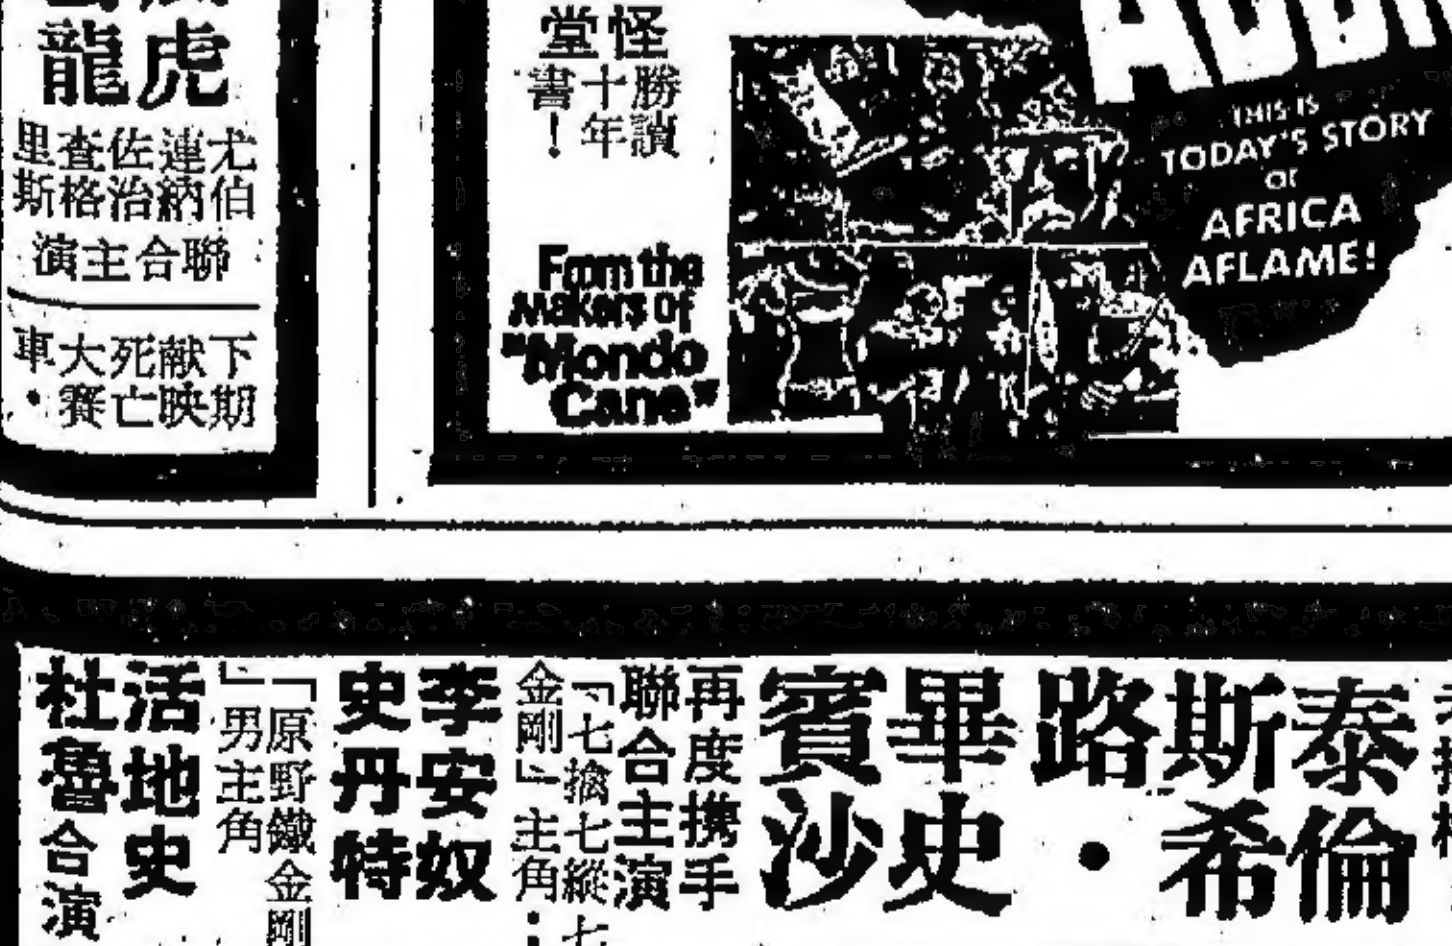 虎
龍
尤伯
連納
佐治
查格
里斯
聯合主演
下期
献映
死亡
大賽
車・
怪
堂
勝讀
十年
書！
From the
Makers of
"Mondo
Cane"
THIS IS
TODAY'S STORY
OF
AFRICA
AFLAME!
泰倫
斯希
路・
畢史
賓沙
再度携手
聯合主演
「七擒七縱七
金剛」主角：
李安奴
史丹特
「原野鐵金剛
」男主角
活地史
杜魯合演